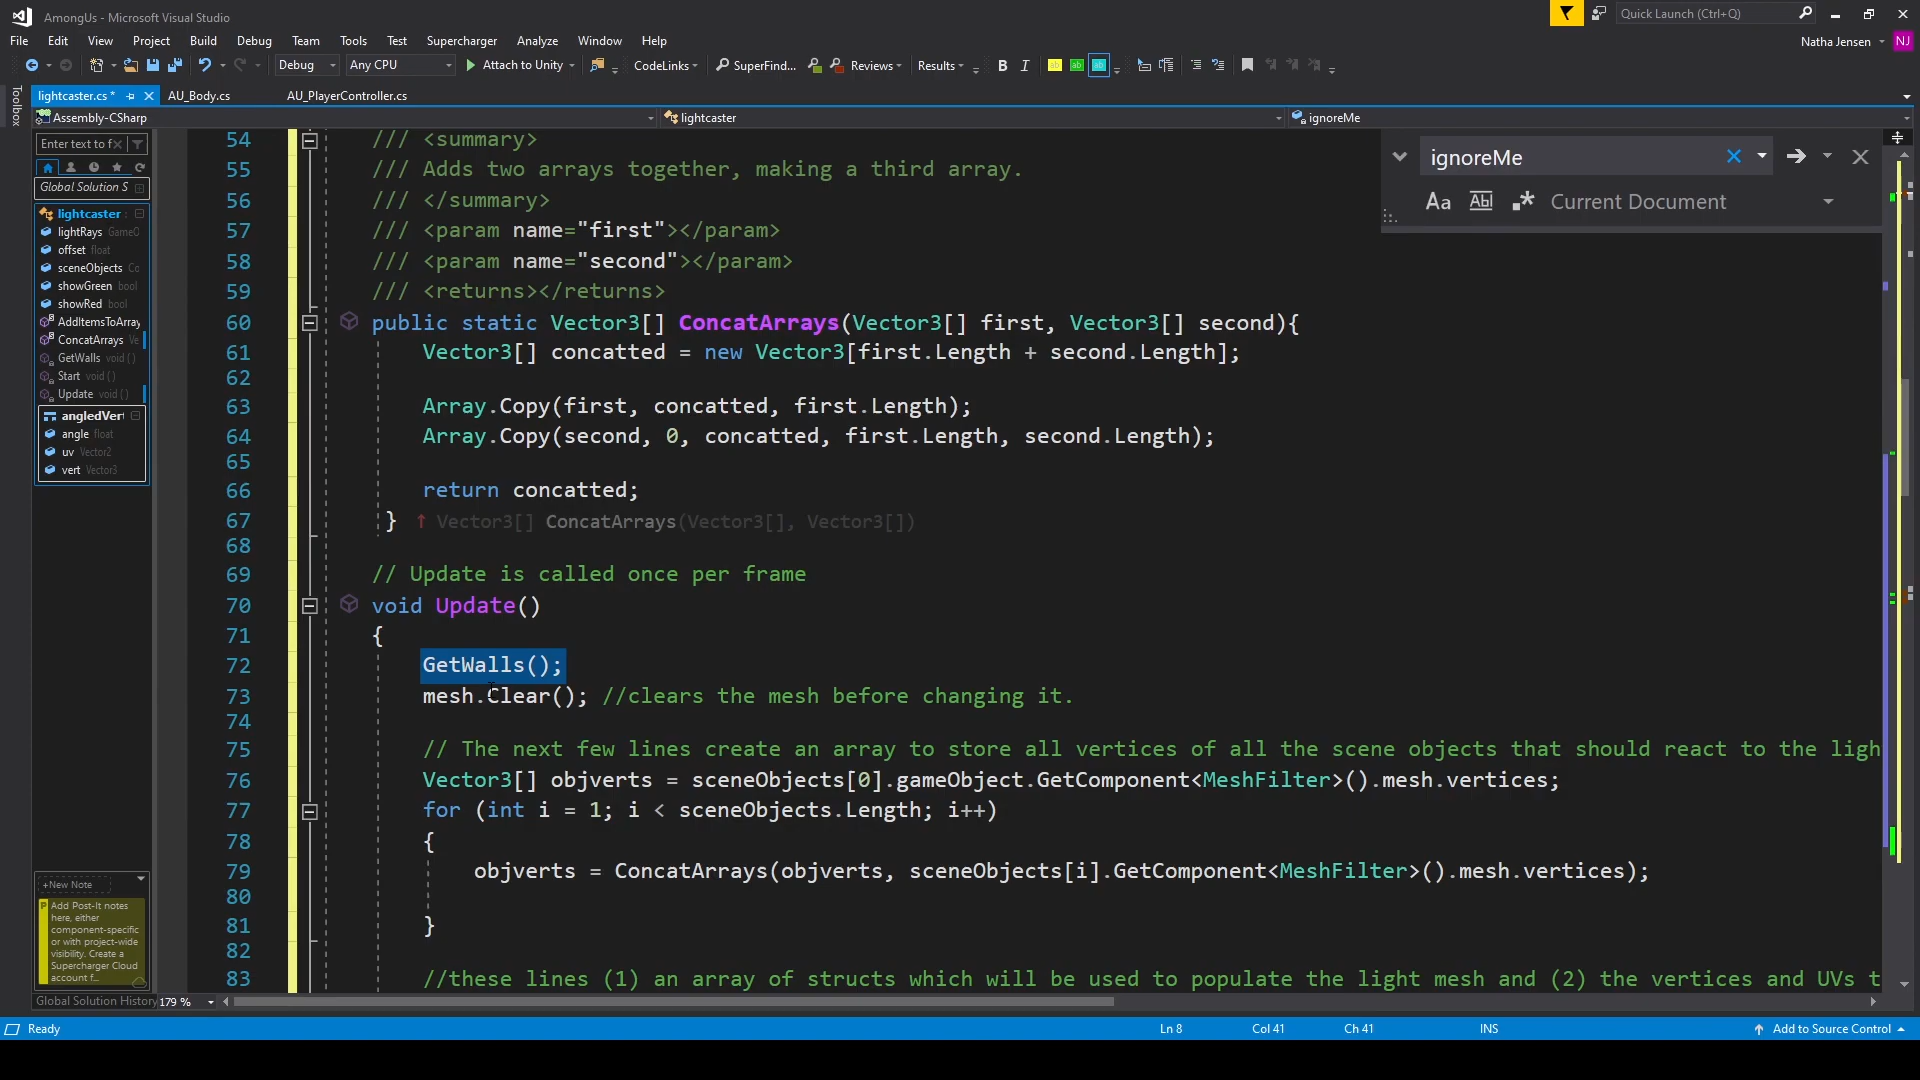 AmongUs - Microsoft Visual Studio
Quick Launch (Ctrl+Q)
File Edit View Project Build Debug Team Tools Test Supercharger Analyze Window Help
Natha Jensen NJ
Debug Any CPU Attach to Unity CodeLinks SuperFind... Reviews Results B I
Toolbox
lightcaster.cs * AU_Body.cs AU_PlayerController.cs
Assembly-CSharp lightcaster ignoreMe
Enter text to f
Global Solution S
lightcaster
lightRays GameO
offset float
sceneObjects Co
showGreen bool
showRed bool
AddItemsToArray
ConcatArrays Ve
GetWalls void ( )
Start void ( )
Update void ( )
angledVert
angle float
uv Vector2
vert Vector3
+New Note
Add Post-It notes
here, either
component-specific
or with project-wide
visibility. Create a
Supercharger Cloud
account f...
Global Solution History
ignoreMe
Aa Abl .* Current Document
54 /// <summary>
55 /// Adds two arrays together, making a third array.
56 /// </summary>
57 /// <param name="first"></param>
58 /// <param name="second"></param>
59 /// <returns></returns>
60 public static Vector3[] ConcatArrays(Vector3[] first, Vector3[] second){
61 Vector3[] concatted = new Vector3[first.Length + second.Length];
62
63 Array.Copy(first, concatted, first.Length);
64 Array.Copy(second, 0, concatted, first.Length, second.Length);
65
66 return concatted;
67 } ↑ Vector3[] ConcatArrays(Vector3[], Vector3[])
68
69 // Update is called once per frame
70 void Update()
71 {
72 GetWalls();
73 mesh.Clear(); //clears the mesh before changing it.
74
75 // The next few lines create an array to store all vertices of all the scene objects that should react to the ligh
76 Vector3[] objverts = sceneObjects[0].gameObject.GetComponent<MeshFilter>().mesh.vertices;
77 for (int i = 1; i < sceneObjects.Length; i++)
78 {
79 objverts = ConcatArrays(objverts, sceneObjects[i].GetComponent<MeshFilter>().mesh.vertices);
80
81 }
82
83 //these lines (1) an array of structs which will be used to populate the light mesh and (2) the vertices and UVs t
179 %
Ready Ln 8 Col 41 Ch 41 INS Add to Source Control